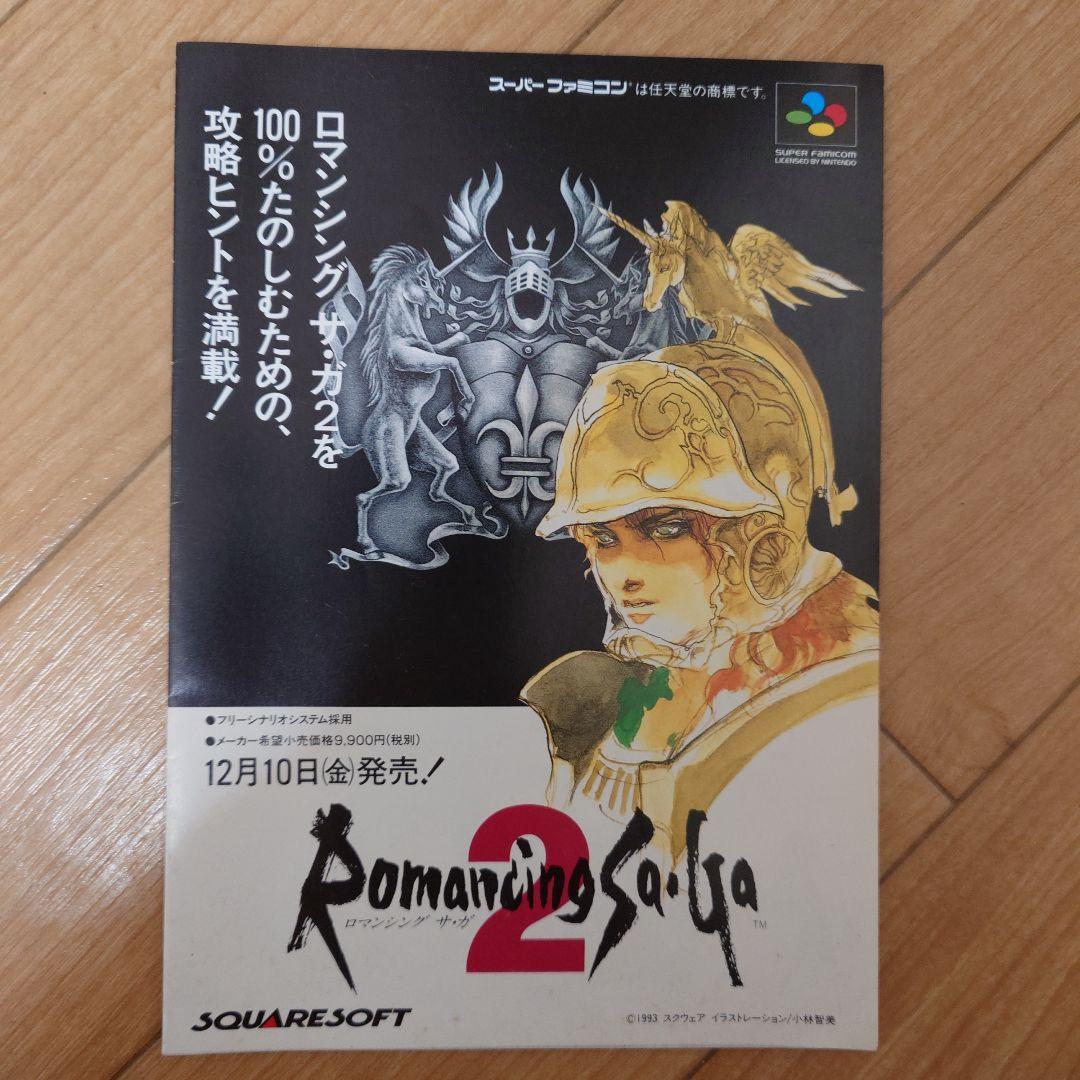 スーパーファミコン®は任天堂の商標です。
SUPER FAMICOM
LICENSED BY NINTENDO
ロマンシング サ・ガ2を
100%たのしむための、
攻略ヒントを満載!
●フリーシナリオシステム採用
●メーカー希望小売価格9,900円(税別)
12月10日(金)発売!
Romancing Sa・Ga
2
ロマンシング サ・ガ
TM
SQUARESOFT
©1993 スクウェア イラストレーション/小林智美